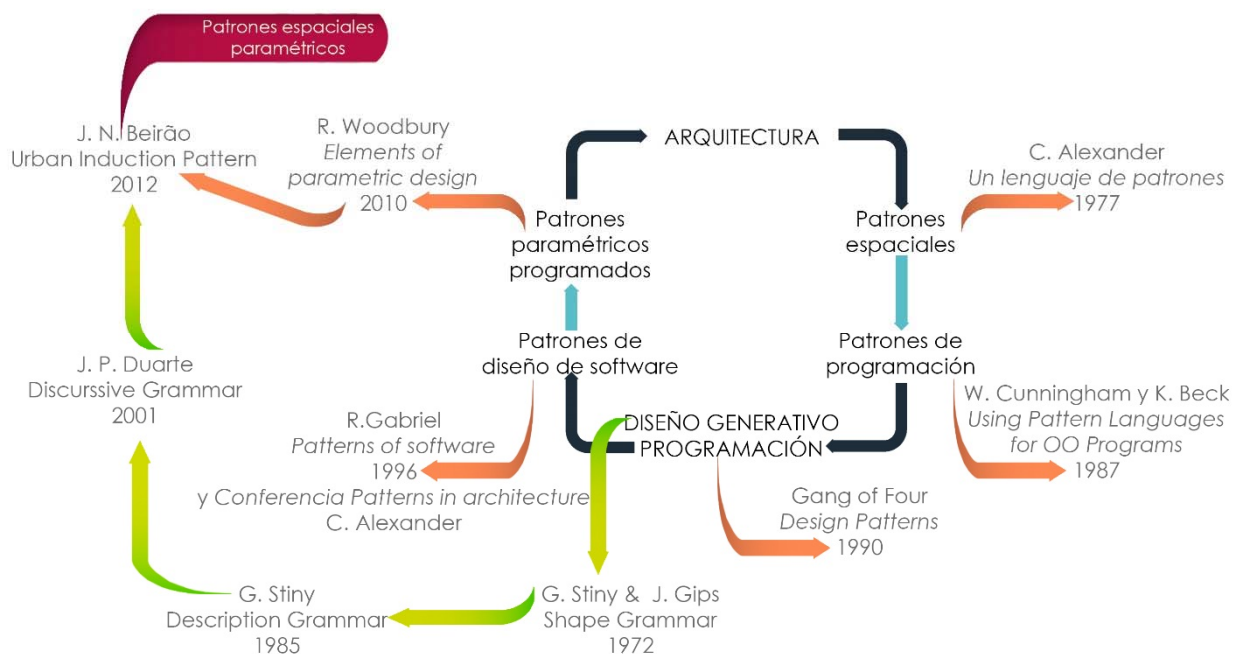 Patrones espaciales
paramétricos
J. N. Beirão
Urban Induction Pattern
2012
R. Woodbury
Elements of
parametric design
2010
ARQUITECTURA
C. Alexander
Un lenguaje de patrones
1977
Patrones
paramétricos
programados
Patrones
espaciales
Patrones de
diseño de software
Patrones de
programación
J. P. Duarte
Discurssive Grammar
2001
R.Gabriel
Patterns of software
1996
y Conferencia Patterns in architecture
C. Alexander
DISEÑO GENERATIVO
PROGRAMACIÓN
W. Cunningham y K. Beck
Using Pattern Languages
for OO Programs
1987
Gang of Four
Design Patterns
1990
G. Stiny
Description Grammar
1985
G. Stiny & J. Gips
Shape Grammar
1972